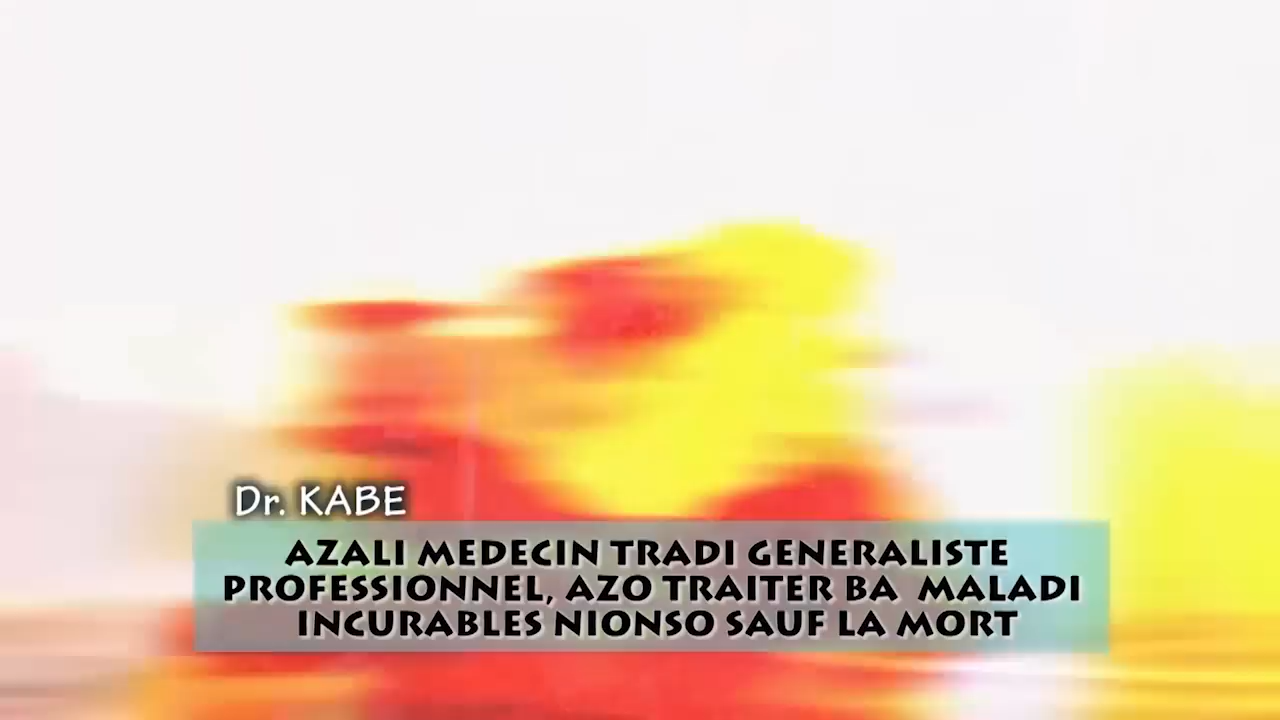 Dr. KABE
AZALI MEDECIN TRADI GENERALISTE
PROFESSIONNEL, AZO TRAITER BA MALADI
INCURABLES NIONSO SAUF LA MORT